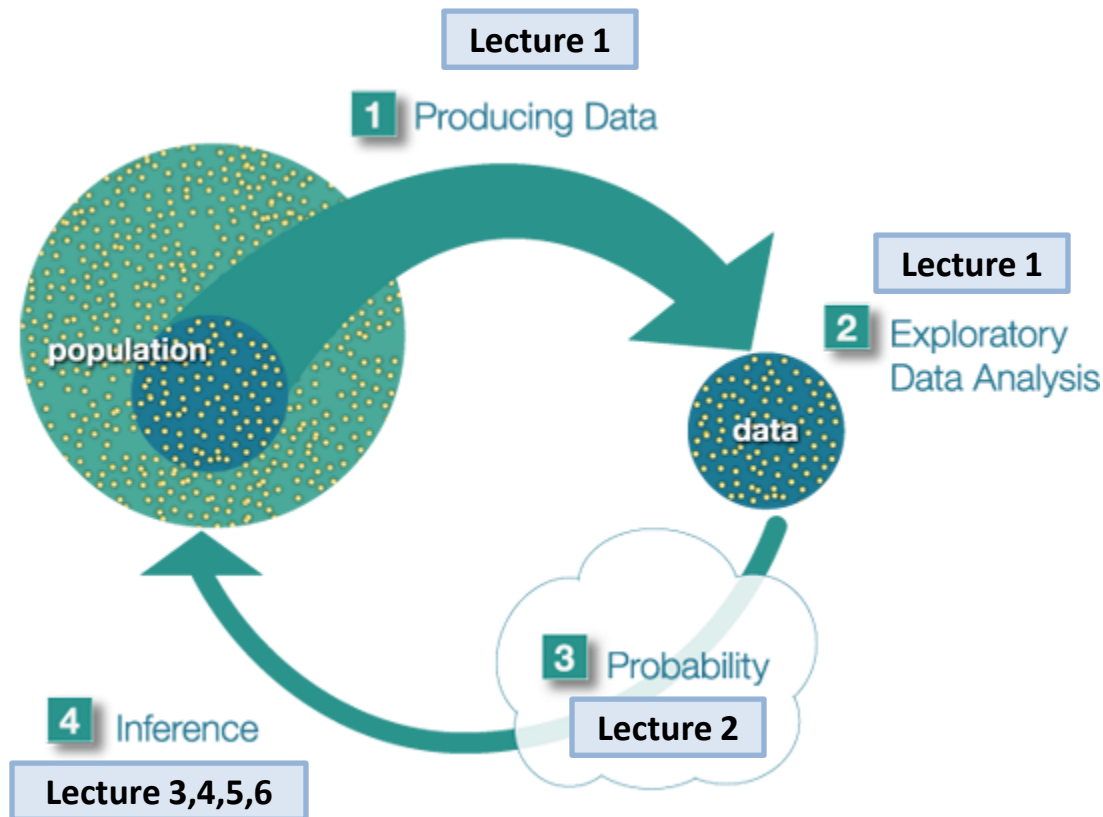 Lecture 1
1 Producing Data
Lecture 1
2 Exploratory
Data Analysis
population
data
3 Probability
Lecture 2
4 Inference
Lecture 3,4,5,6